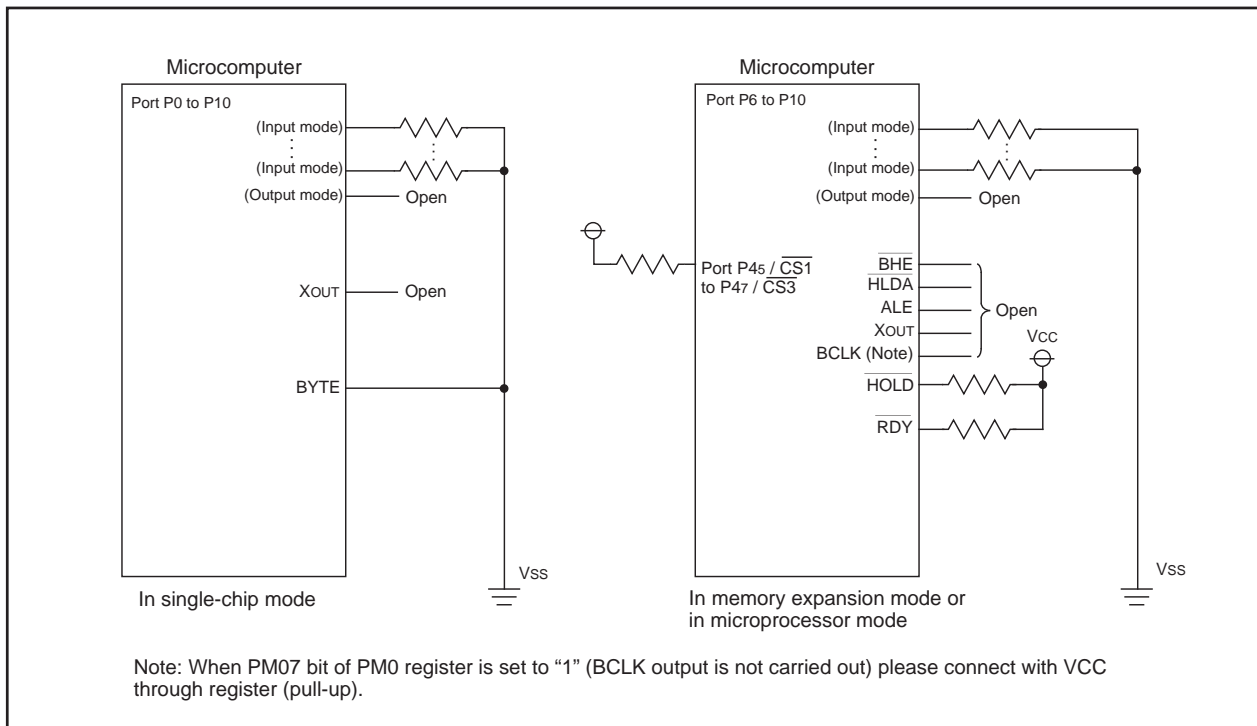 Microcomputer
Port P0 to P10
(Input mode)
(Input mode)
(Output mode)
Open
XOUT
Open
BYTE
VSS
In single-chip mode
Microcomputer
Port P6 to P10
(Input mode)
(Input mode)
(Output mode)
Open
Port P45 / CS1
to P47 / CS3
BHE
HLDA
ALE
Open
XOUT
VCC
BCLK (Note)
HOLD
RDY
VSS
In memory expansion mode or
in microprocessor mode
Note: When PM07 bit of PM0 register is set to “1” (BCLK output is not carried out) please connect with VCC
through register (pull-up).